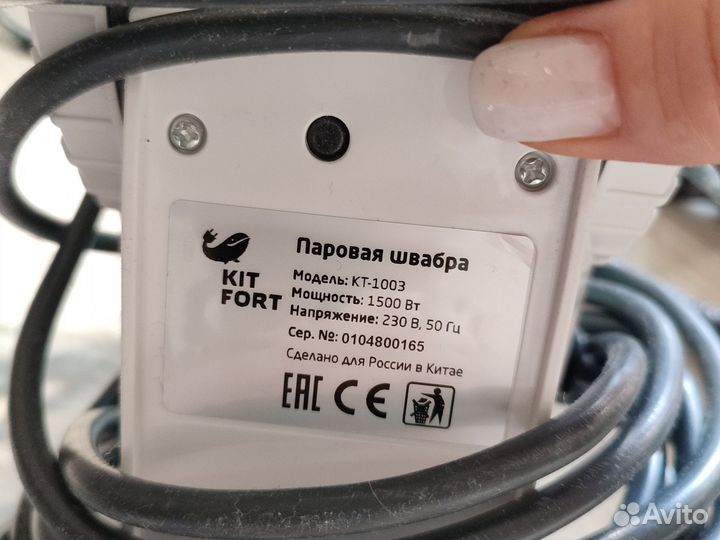 KIT
FORT
Паровая швабра
Модель: КТ-1003
Мощность: 1500 Вт
Напряжение: 230 В, 50 Гц
Сер. №: 0104800165
Сделано для России в Китае
EAC CE
Avito